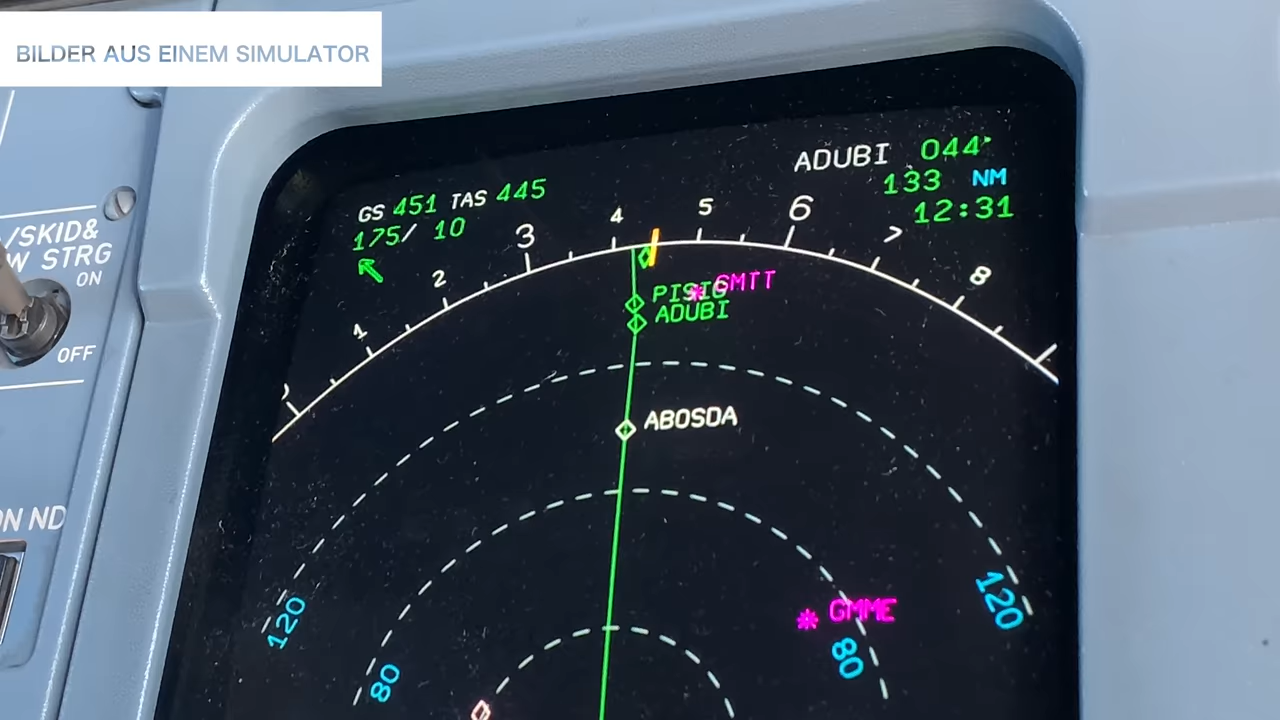 BILDER AUS EINEM SIMULATOR
ADUBI 044°
133 NM
12:31
GS 451 TAS 445
175/ 10
1
2
3
4
5
6
7
8
PISIG
GMTT
ADUBI
ABOSDA
GMME
120
120
80
80
/SKID&
W STRG
ON
OFF
ON ND